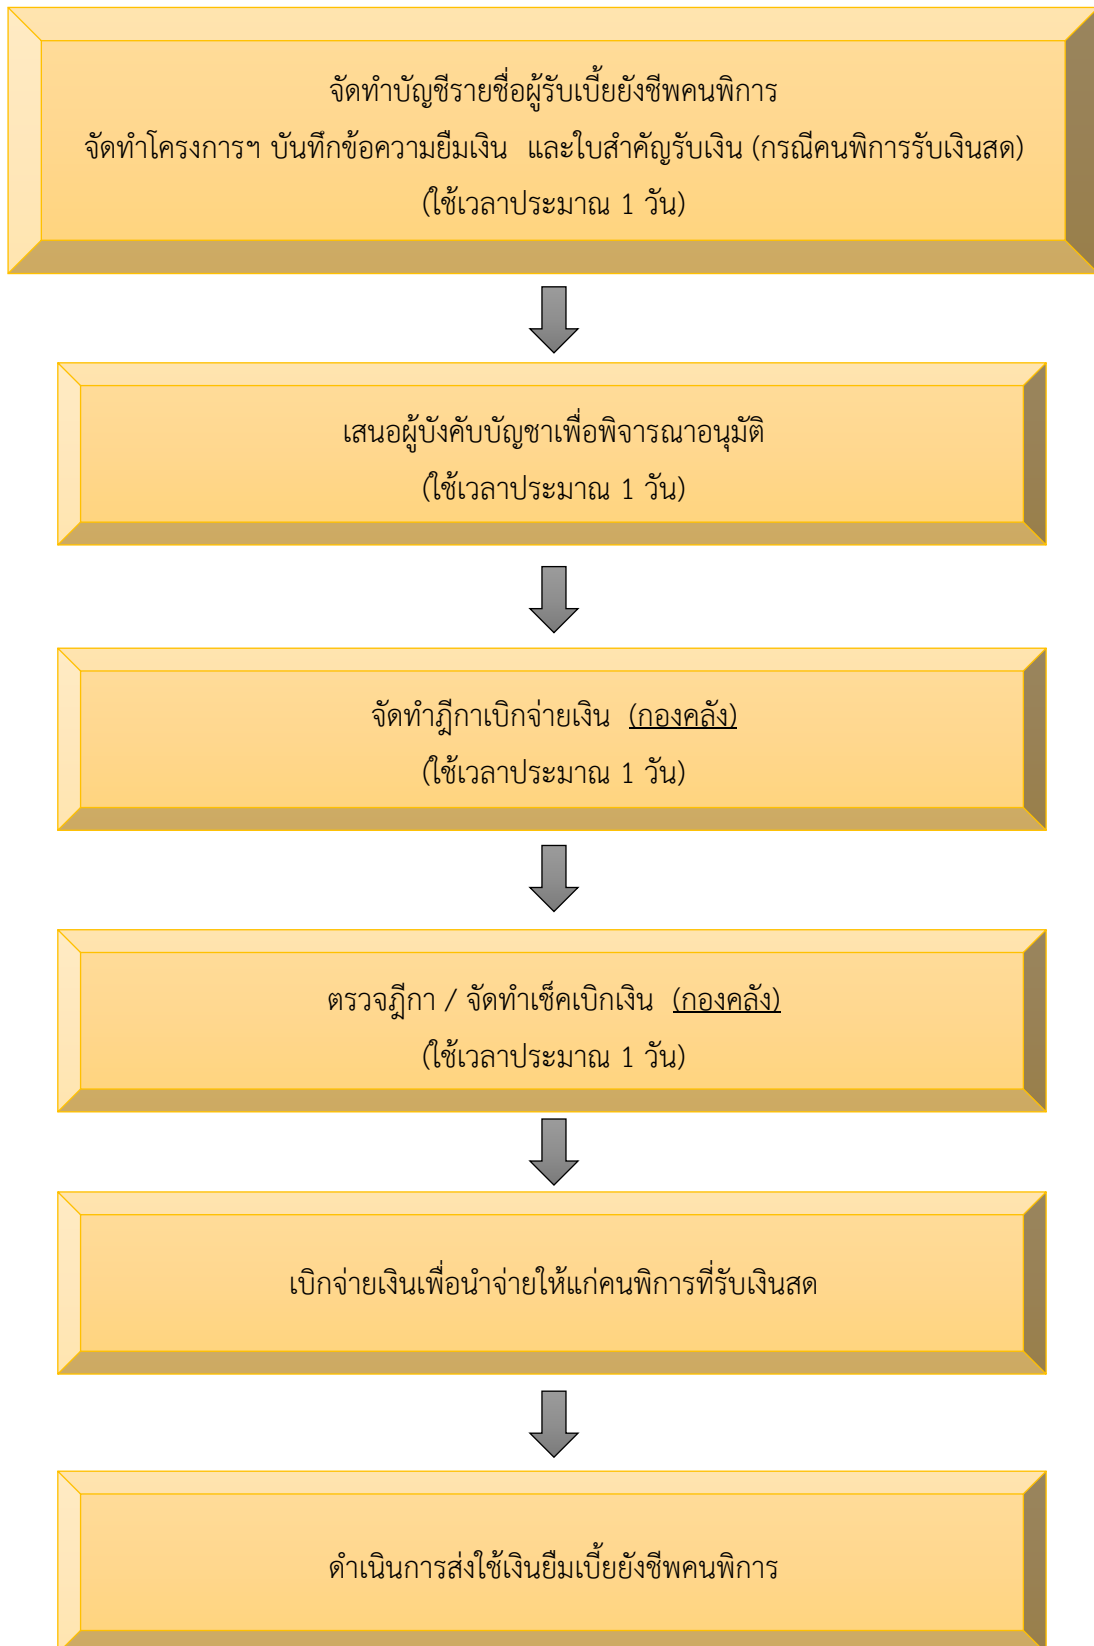 จัดทำบัญชีรายชื่อผู้รับเบี้ยยังชีพคนพิการ
จัดทำโครงการฯ บันทึกข้อความยืมเงิน และใบสำคัญรับเงิน (กรณีคนพิการรับเงินสด)
(ใช้เวลาประมาณ 1 วัน)
เสนอผู้บังคับบัญชาเพื่อพิจารณาอนุมัติ
(ใช้เวลาประมาณ 1 วัน)
จัดทำฎีกาเบิกจ่ายเงิน (กองคลัง)
(ใช้เวลาประมาณ 1 วัน)
ตรวจฎีกา / จัดทำเช็คเบิกเงิน (กองคลัง)
(ใช้เวลาประมาณ 1 วัน)
เบิกจ่ายเงินเพื่อนำจ่ายให้แก่คนพิการที่รับเงินสด
ดำเนินการส่งใช้เงินยืมเบี้ยยังชีพคนพิการ